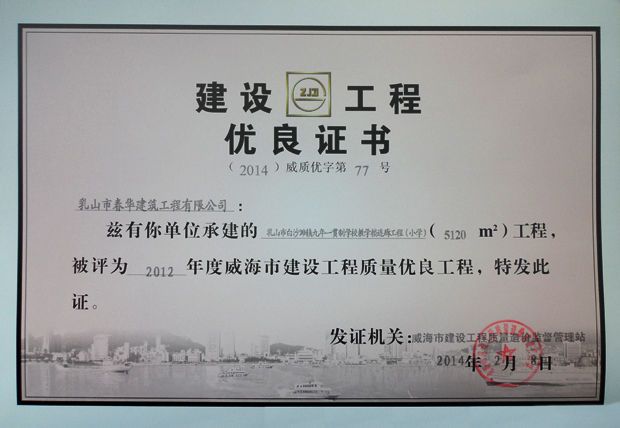 建设工程
优良证书
（2014）威质优字第 77 号
乳山市春华建筑工程有限公司：
兹有你单位承建的 乳山市白沙滩镇九年一贯制学校教学楼连廊工程（小学）（ 5120 m²）工程，
被评为 2012 年度威海市建设工程质量优良工程，特发此
证。
发证机关：威海市建设工程质量造价监督管理站
2014年 2 月 8 日